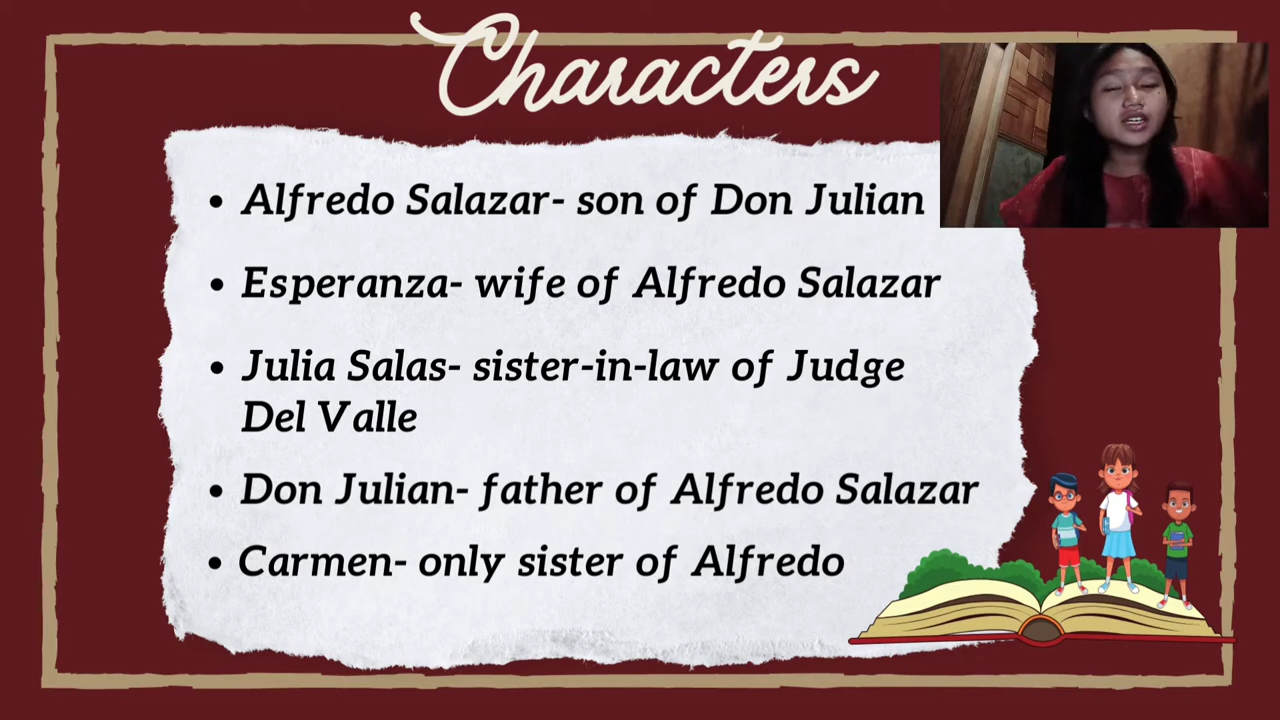 Characters
• Alfredo Salazar- son of Don Julian
• Esperanza- wife of Alfredo Salazar
• Julia Salas- sister-in-law of Judge
Del Valle
• Don Julian- father of Alfredo Salazar
• Carmen- only sister of Alfredo